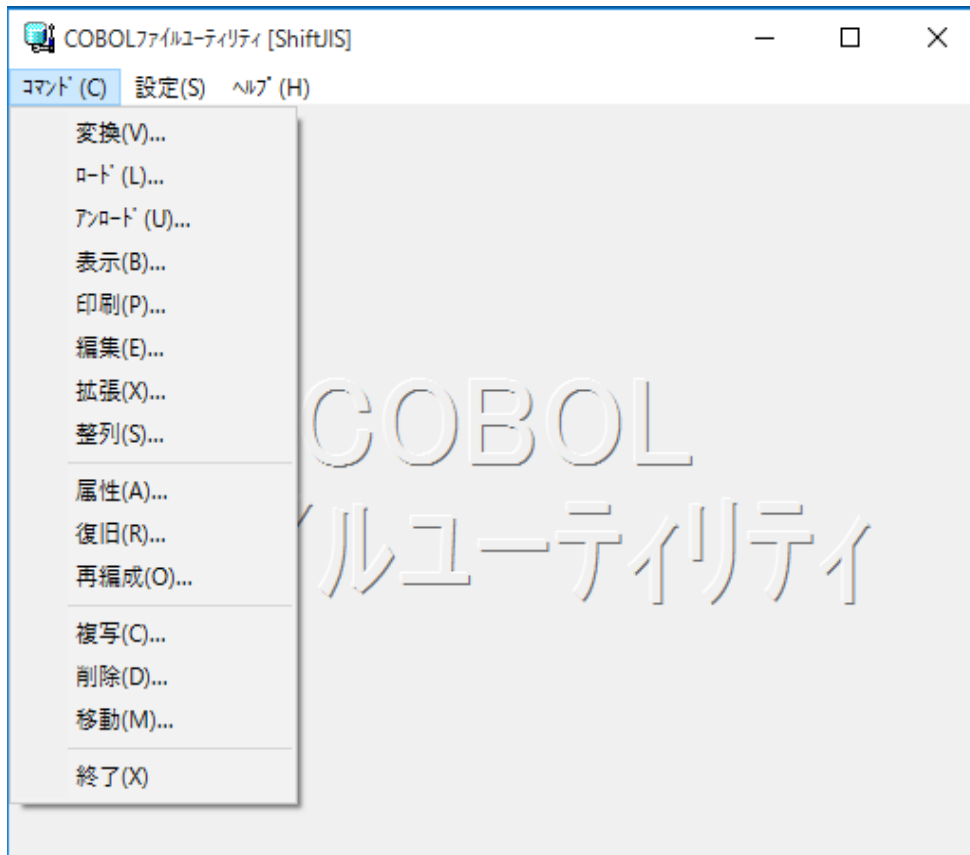 COBOLﾌｧｲﾙﾕｰﾃｨﾘﾃｨ [ShiftJIS]
ｺﾏﾝﾄﾞ(C) 設定(S) ﾍﾙﾌﾟ(H)
変換(V)...
ﾛｰﾄﾞ(L)...
ｱﾝﾛｰﾄﾞ(U)...
表示(B)...
印刷(P)...
編集(E)...
拡張(X)...
整列(S)...
属性(A)...
復旧(R)...
再編成(O)...
複写(C)...
削除(D)...
移動(M)...
終了(X)
COBOL
イルユーティリティ